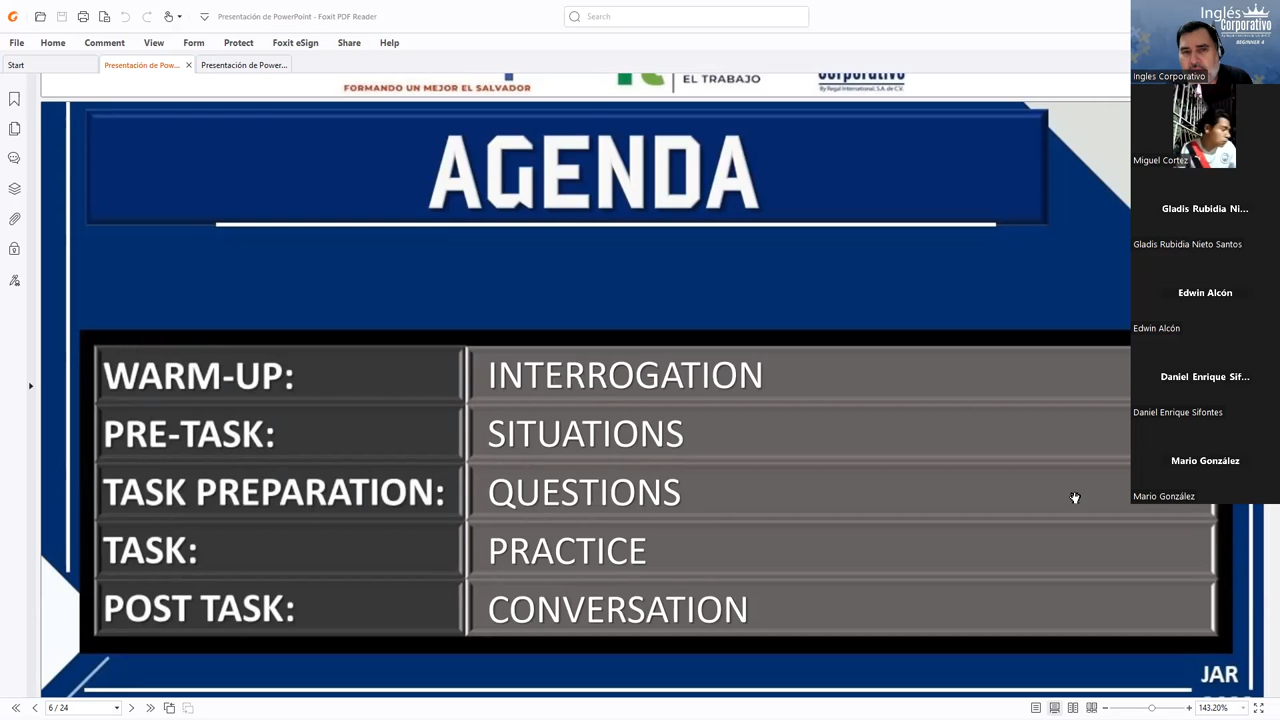 Presentación de PowerPoint - Foxit PDF Reader
Search
File Home Comment View Form Protect Foxit eSign Share Help
Start
Presentación de Pow...
Presentación de Power...
FORMANDO UN MEJOR EL SALVADOR
EL TRABAJO
Corporativo
By Regal International, S.A. de C.V.
AGENDA
WARM-UP: INTERROGATION
PRE-TASK: SITUATIONS
TASK PREPARATION: QUESTIONS
TASK: PRACTICE
POST TASK: CONVERSATION
JAR
6 / 24
143.20%
Inglés
Corporativo
BEGINNER 4
Ingles Corporativo
Miguel Cortez
Gladis Rubidia Ni...
Gladis Rubidia Nieto Santos
Edwin Alcón
Edwin Alcón
Daniel Enrique Sif...
Daniel Enrique Sifontes
Mario González
Mario González